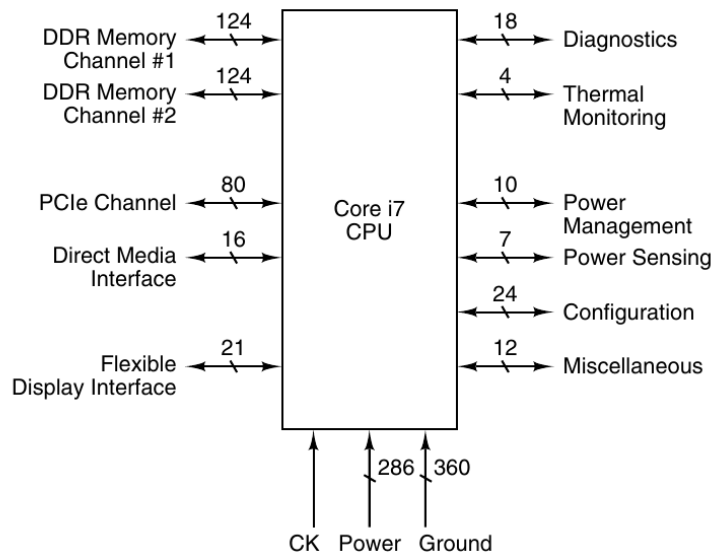 124
DDR Memory
Channel #1
124
DDR Memory
Channel #2
80
PCIe Channel
16
Direct Media
Interface
21
Flexible
Display Interface
Core i7
CPU
18
Diagnostics
4
Thermal
Monitoring
10
Power
Management
7
Power Sensing
24
Configuration
12
Miscellaneous
286
360
CK Power Ground